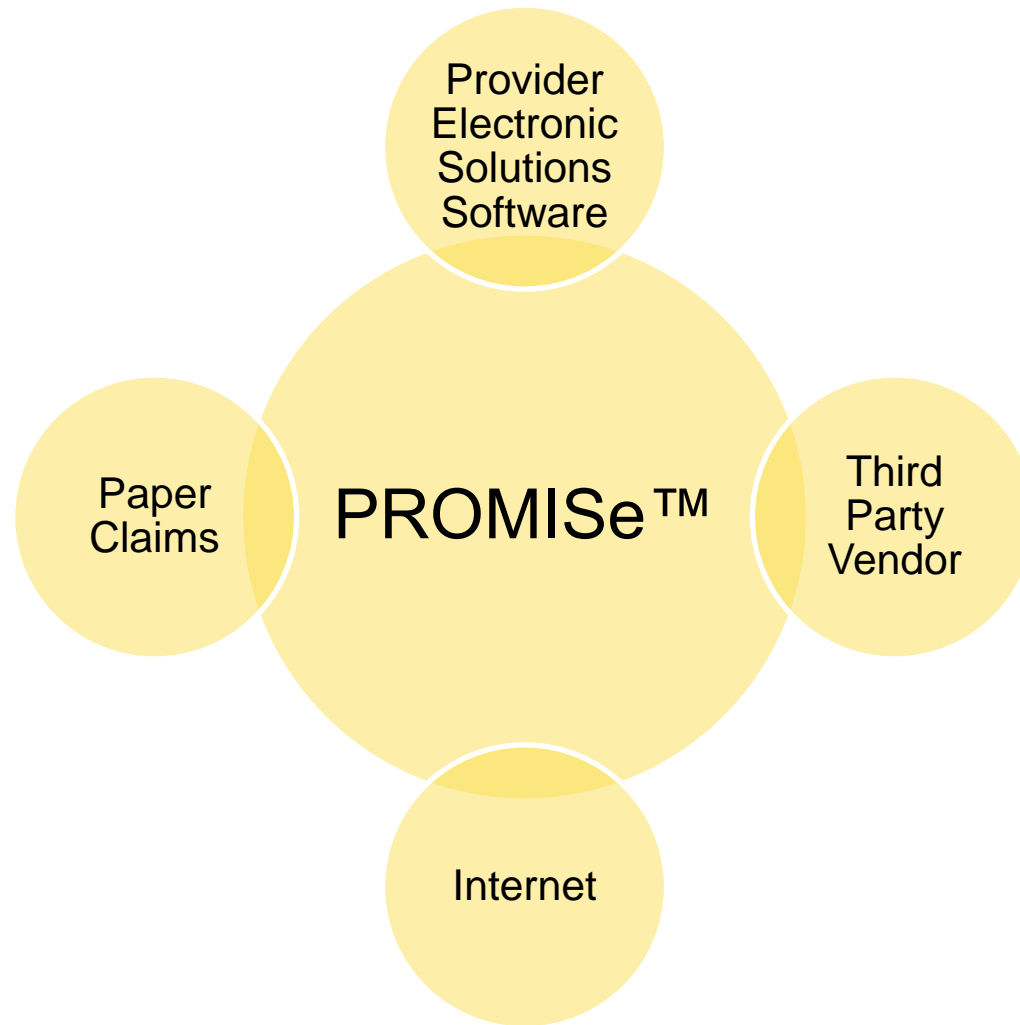 Provider
Electronic
Solutions
Software
Paper
Claims
PROMISe™
Third
Party
Vendor
Internet